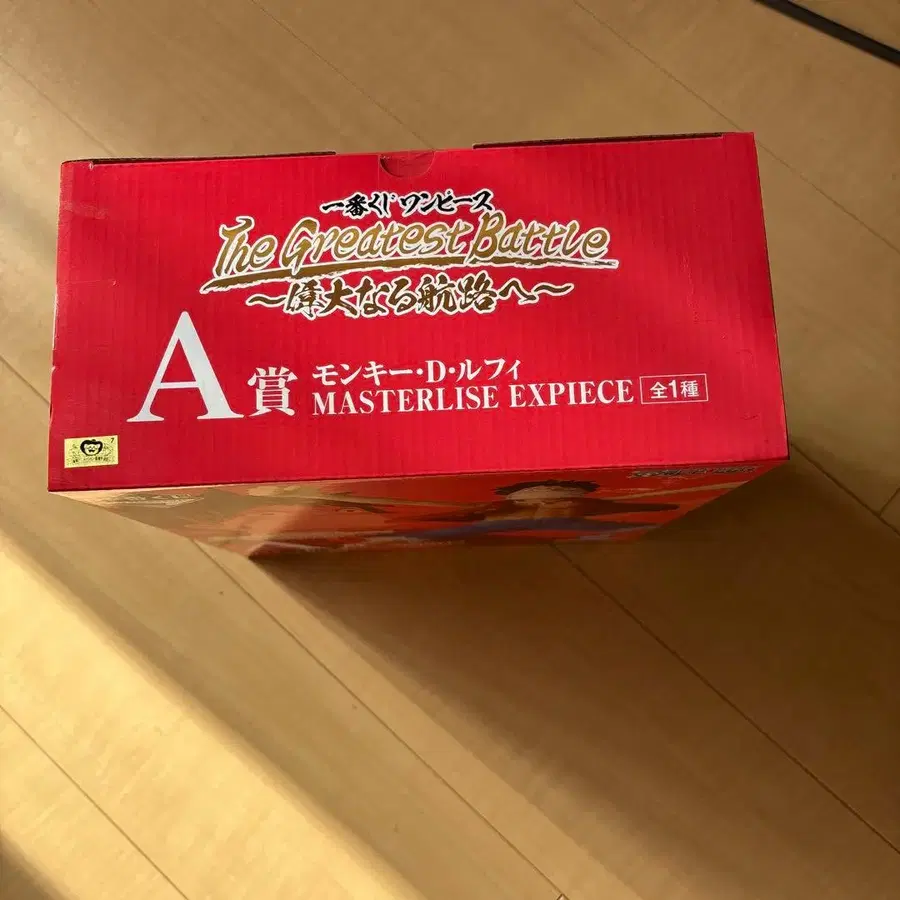 一番くじ ワンピース
The Greatest Battle
～偉大なる航路へ～
A賞 モンキー・D・ルフィ
MASTERLISE EXPIECE 全1種
7